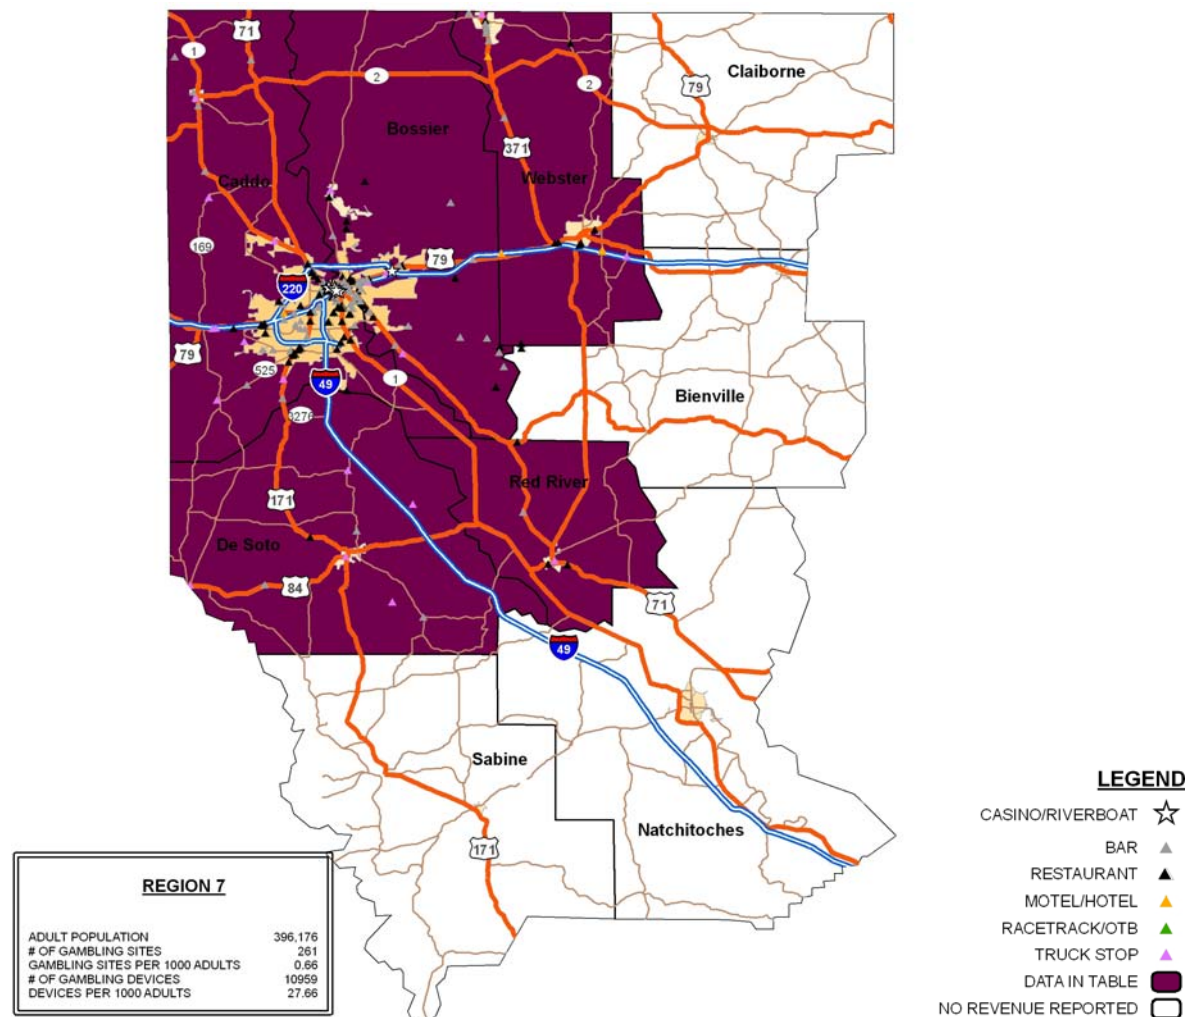 71
1
2
79
Claiborne
2
Bossier
371
Webster
Caddo
169
79
220
79
525
49
1
3276
Bienville
Red River
171
De Soto
84
71
49
Sabine
Natchitoches
171
LEGEND
CASINO/RIVERBOAT
BAR
RESTAURANT
MOTEL/HOTEL
RACETRACK/OTB
TRUCK STOP
DATA IN TABLE
NO REVENUE REPORTED
REGION 7
ADULT POPULATION 396,176
# OF GAMBLING SITES 261
GAMBLING SITES PER 1000 ADULTS 0.66
# OF GAMBLING DEVICES 10959
DEVICES PER 1000 ADULTS 27.66